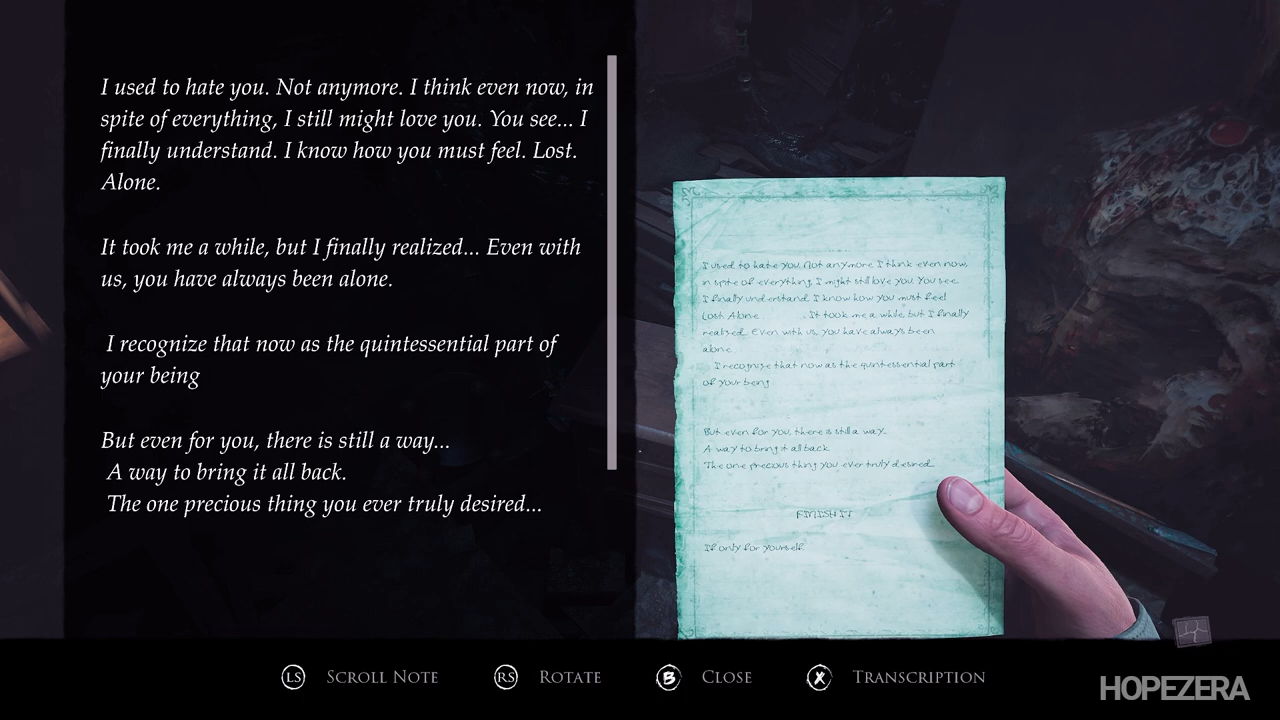 I used to hate you. Not anymore. I think even now, in
spite of everything, I still might love you. You see... I
finally understand. I know how you must feel. Lost.
Alone.
It took me a while, but I finally realized... Even with
us, you have always been alone.
I recognize that now as the quintessential part of
your being
But even for you, there is still a way...
A way to bring it all back.
The one precious thing you ever truly desired...
I used to hate you. Not anymore. I think even now,
in spite of everything, I might still love you. You see..
I finally understand. I know how you must feel
Lost. Alone. . It took me a while, but I finally
realized. Even with us, you have always been
alone.
I recognize that now as the quintessential part
of your being
But even for you, there is still a way..
A way to bring it all back.
The one precious thing you ever truly desired...
FINISH IT
If only for yourself.
LS SCROLL NOTE RS ROTATE B CLOSE X TRANSCRIPTION
HOPEZERA